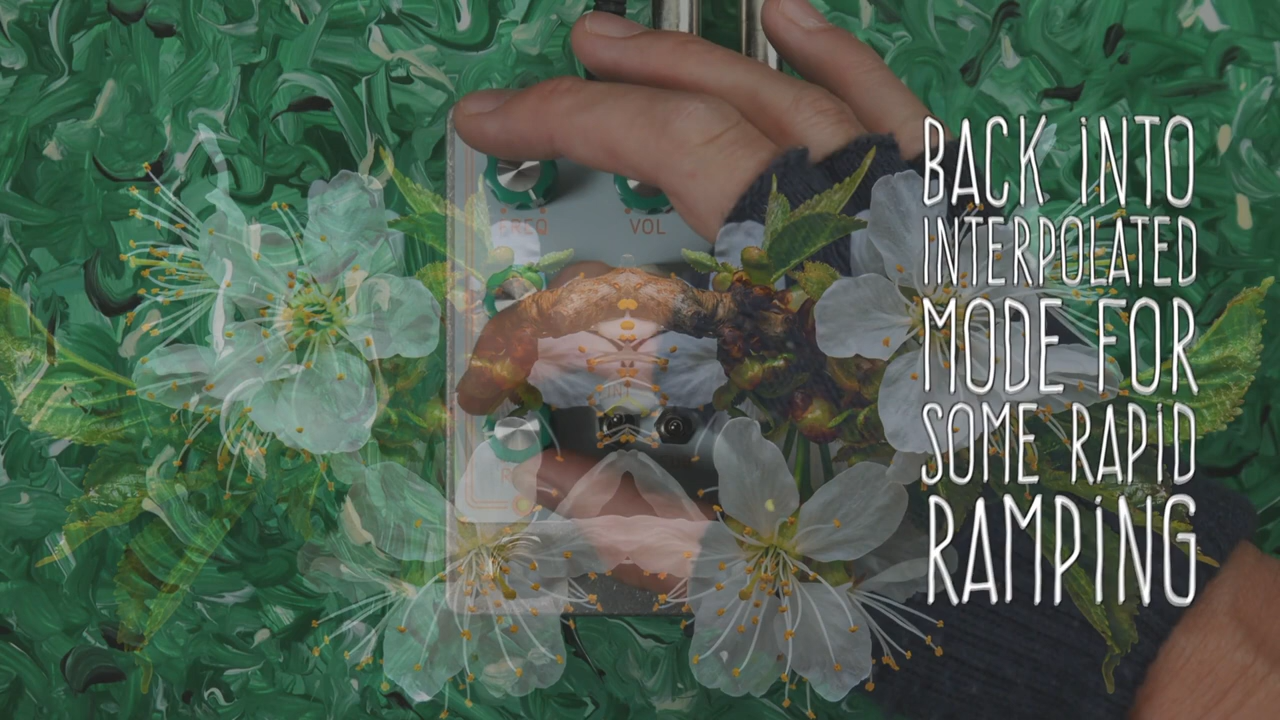 FREQ VOL
BACK INTO
INTERPOLATED
MODE FOR
SOME RAPID
RAMPING